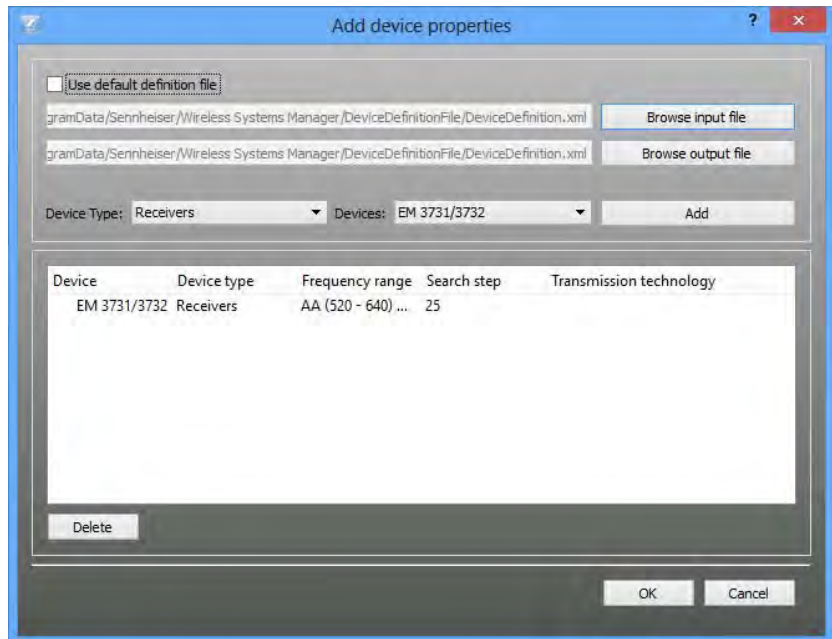 Add device properties
?
Use default definition file
gramData/Sennheiser/Wireless Systems Manager/DeviceDefinitionFile/DeviceDefinition.xml
Browse input file
gramData/Sennheiser/Wireless Systems Manager/DeviceDefinitionFile/DeviceDefinition.xml
Browse output file
Device Type: Receivers Devices: EM 3731/3732 Add
Device Device type Frequency range Search step Transmission technology
EM 3731/3732 Receivers AA (520 - 640) ... 25
Delete
OK Cancel